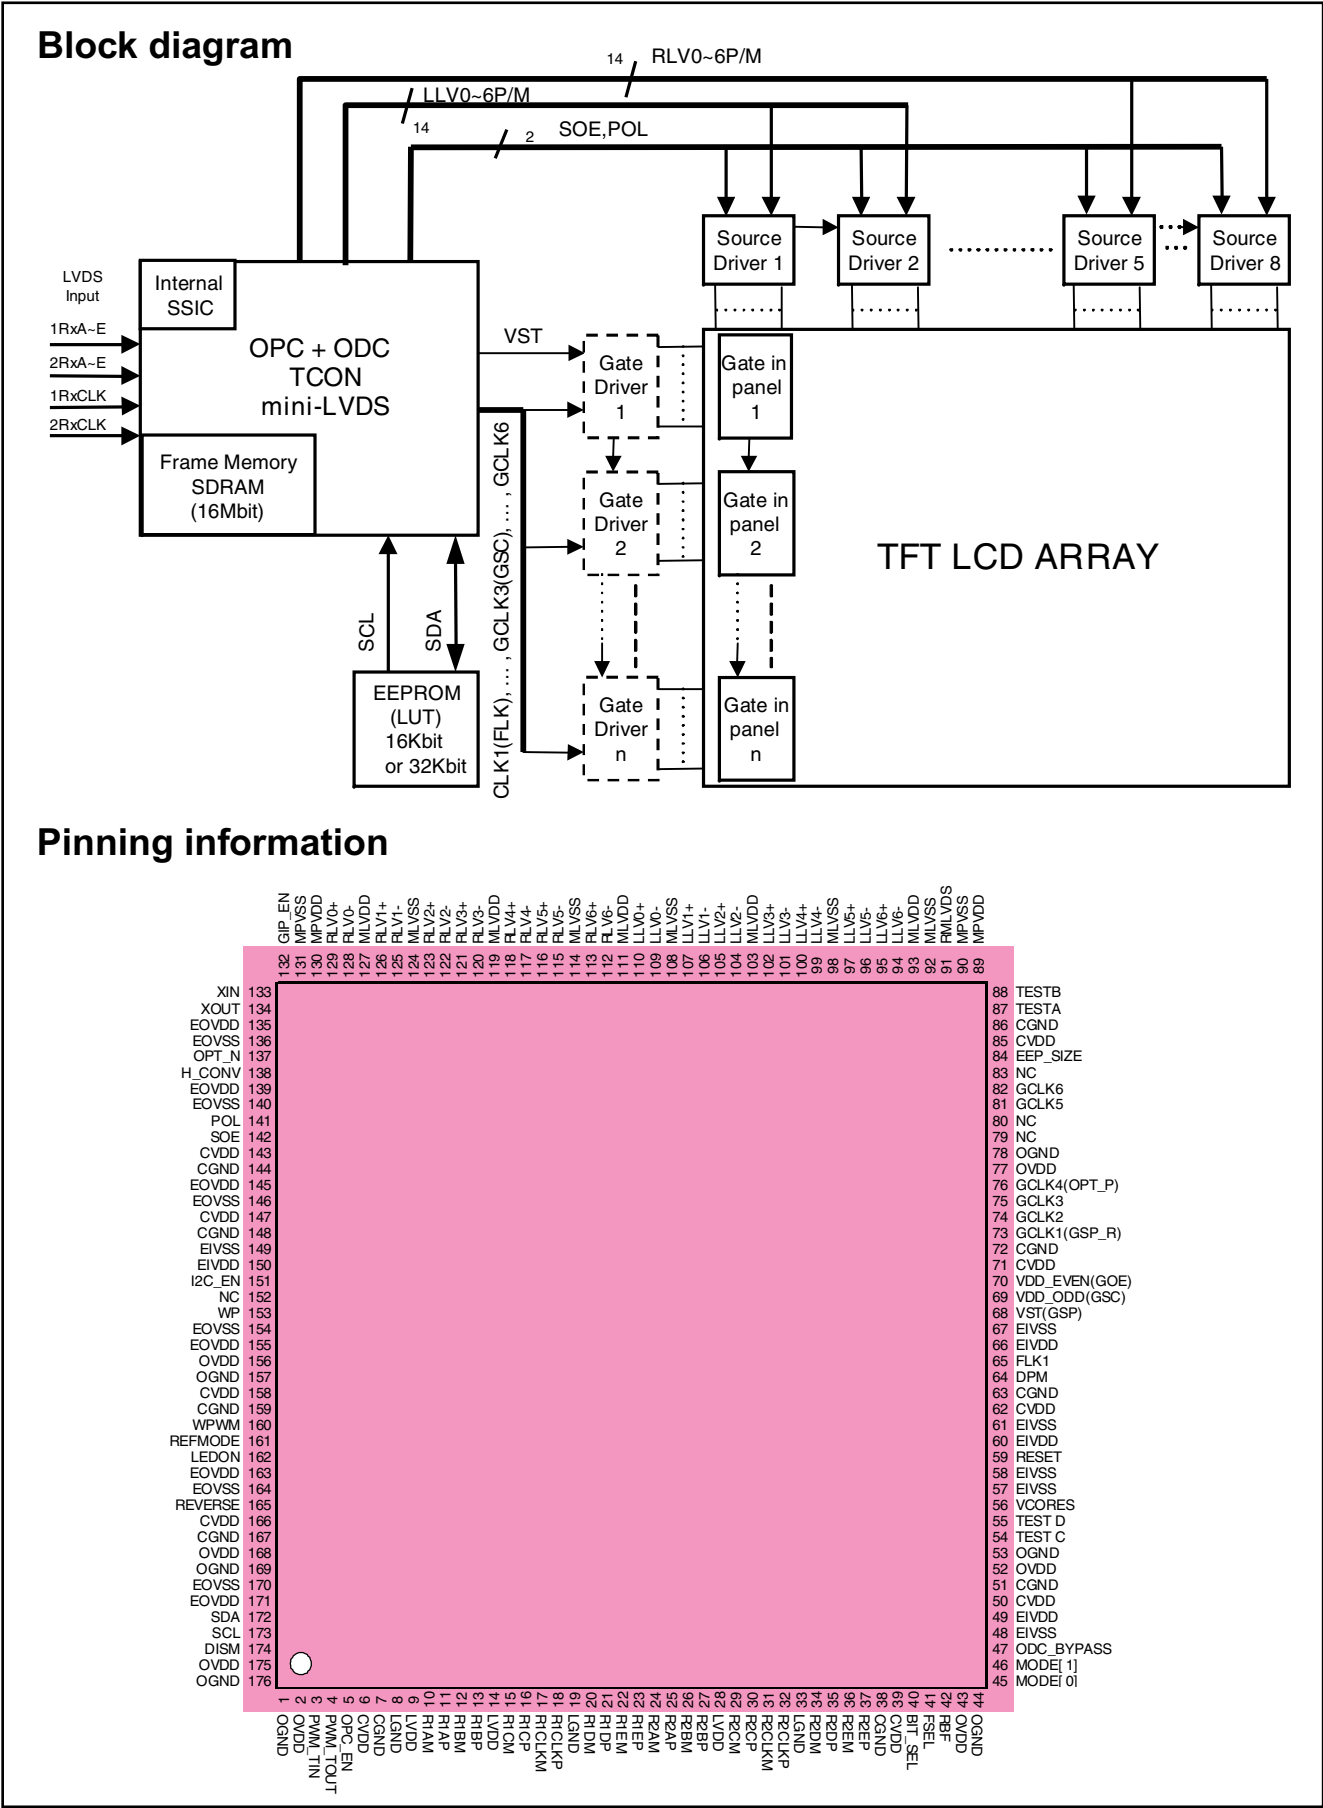 Block diagram
14
RLV0~6P/M
LLV0~6P/M
14
2
SOE,POL
LVDS
Input
1RxA~E
2RxA~E
1RxCLK
2RxCLK
Internal
SSIC
OPC + ODC
TCON
mini-LVDS
Frame Memory
SDRAM
(16Mbit)
SCL
SDA
EEPROM
(LUT)
16Kbit
or 32Kbit
VST
CLK1(FLK), ... , GCLK3(GSC), ... , GCLK6
Source
Driver 1
Source
Driver 2
Source
Driver 5
Source
Driver 8
Gate
Driver
1
Gate in
panel
1
Gate
Driver
2
Gate in
panel
2
Gate
Driver
n
Gate in
panel
n
TFT LCD ARRAY
Pinning information
GIP_EN 132
MPVSS 131
MPVDD 130
RLV0+ 129
RLV0- 128
MLVDD 127
RLV1+ 126
RLV1- 125
MLVSS 124
RLV2+ 123
RLV2- 122
RLV3+ 121
RLV3- 120
MLVDD 119
RLV4+ 118
RLV4- 117
RLV5+ 116
RLV5- 115
MLVSS 114
RLV6+ 113
RLV6- 112
MLVDD 111
LLV0+ 110
LLV0- 109
MLVSS 108
LLV1+ 107
LLV1- 106
LLV2+ 105
LLV2- 104
MLVDD 103
LLV3+ 102
LLV3- 101
LLV4+ 100
LLV4- 99
MLVSS 98
LLV5+ 97
LLV5- 96
LLV6+ 95
LLV6- 94
MLVDD 93
MLVSS 92
RMLVDS 91
MPVSS 90
MPVDD 89
XIN 133
XOUT 134
EOVDD 135
EOVSS 136
OPT_N 137
H_CONV 138
EOVDD 139
EOVSS 140
POL 141
SOE 142
CVDD 143
CGND 144
EOVDD 145
EOVSS 146
CVDD 147
CGND 148
EIVSS 149
EIVDD 150
I2C_EN 151
NC 152
WP 153
EOVSS 154
EOVDD 155
OVDD 156
OGND 157
CVDD 158
CGND 159
WPWM 160
REFMODE 161
LEDON 162
EOVDD 163
EOVSS 164
REVERSE 165
CVDD 166
CGND 167
OVDD 168
OGND 169
EOVSS 170
EOVDD 171
SDA 172
SCL 173
DISM 174
OVDD 175
OGND 176
88 TESTB
87 TESTA
86 CGND
85 CVDD
84 EEP_SIZE
83 NC
82 GCLK6
81 GCLK5
80 NC
79 NC
78 OGND
77 OVDD
76 GCLK4(OPT_P)
75 GCLK3
74 GCLK2
73 GCLK1(GSP_R)
72 CGND
71 CVDD
70 VDD_EVEN(GOE)
69 VDD_ODD(GSC)
68 VST(GSP)
67 EIVSS
66 EIVDD
65 FLK1
64 DPM
63 CGND
62 CVDD
61 EIVSS
60 EIVDD
59 RESET
58 EIVSS
57 EIVSS
56 VCORES
55 TEST D
54 TEST C
53 OGND
52 OVDD
51 CGND
50 CVDD
49 EIVDD
48 EIVSS
47 ODC_BYPASS
46 MODE[ 1]
45 MODE[ 0]
1 OGND
2 OVDD
3 PWM_TIN
4 PWM_TOUT
5 OPC_EN
6 CVDD
7 CGND
8 LGND
9 LVDD
10 R1AM
11 R1AP
12 R1BM
13 R1BP
14 LVDD
15 R1CM
16 R1CP
17 R1CLKM
18 R1CLKP
19 LGND
20 R1DM
21 R1DP
22 R1EM
23 R1EP
24 R2AM
25 R2AP
26 R2BM
27 R2BP
28 LVDD
29 R2CM
30 R2CP
31 R2CLKM
32 R2CLKP
33 LGND
34 R2DM
35 R2DP
36 R2EM
37 R2EP
38 CGND
39 CVDD
40 BIT_SEL
41 FSEL
42 RBF
43 OVDD
44 OGND